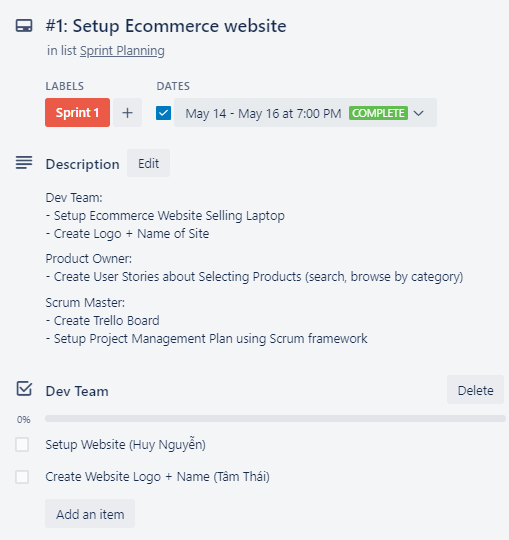 #1: Setup Ecommerce website
in list Sprint Planning
LABELS
DATES
Sprint 1
+
May 14 - May 16 at 7:00 PM COMPLETE
Description
Edit
Dev Team:
- Setup Ecommerce Website Selling Laptop
- Create Logo + Name of Site
Product Owner:
- Create User Stories about Selecting Products (search, browse by category)
Scrum Master:
- Create Trello Board
- Setup Project Management Plan using Scrum framework
Dev Team
Delete
0%
Setup Website (Huy Nguyễn)
Create Website Logo + Name (Tâm Thái)
Add an item